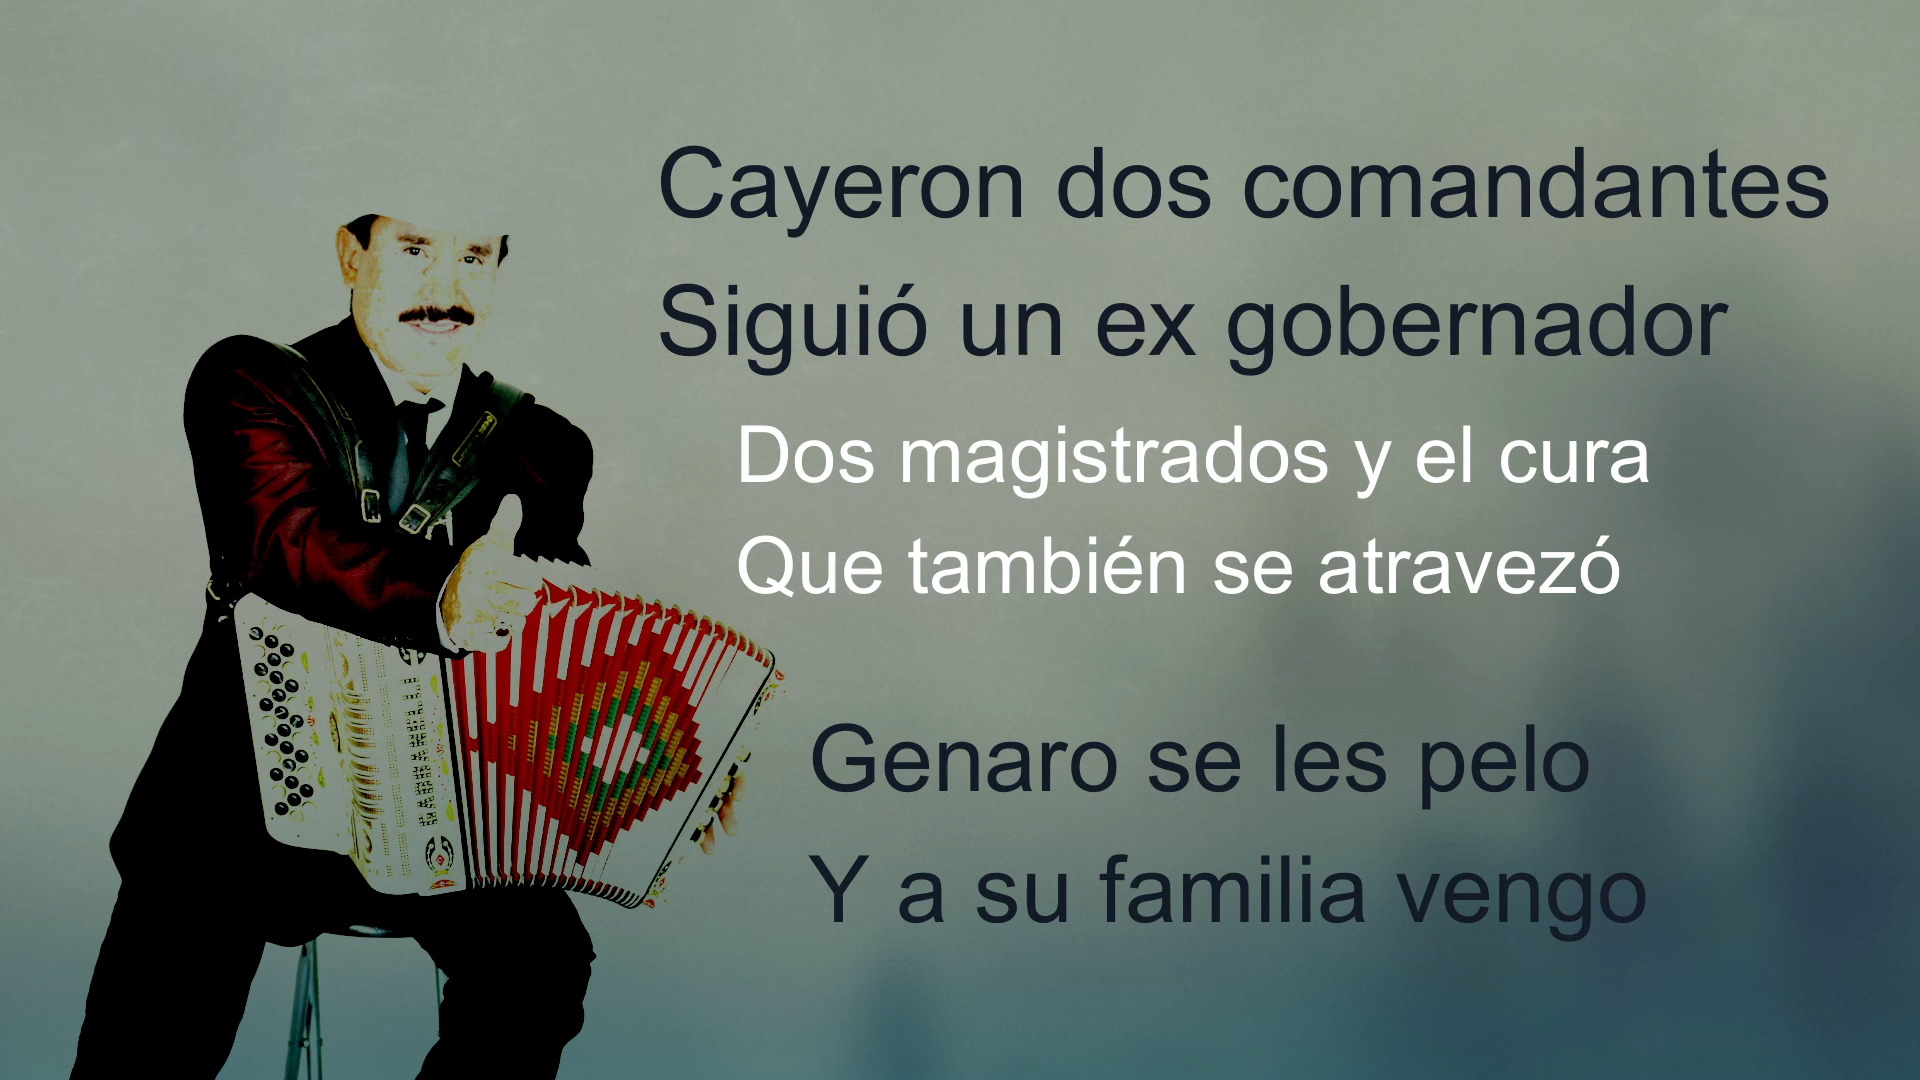 Cayeron dos comandantes
Siguió un ex gobernador
Dos magistrados y el cura
Que también se atravezó
Genaro se les pelo
Y a su familia vengo